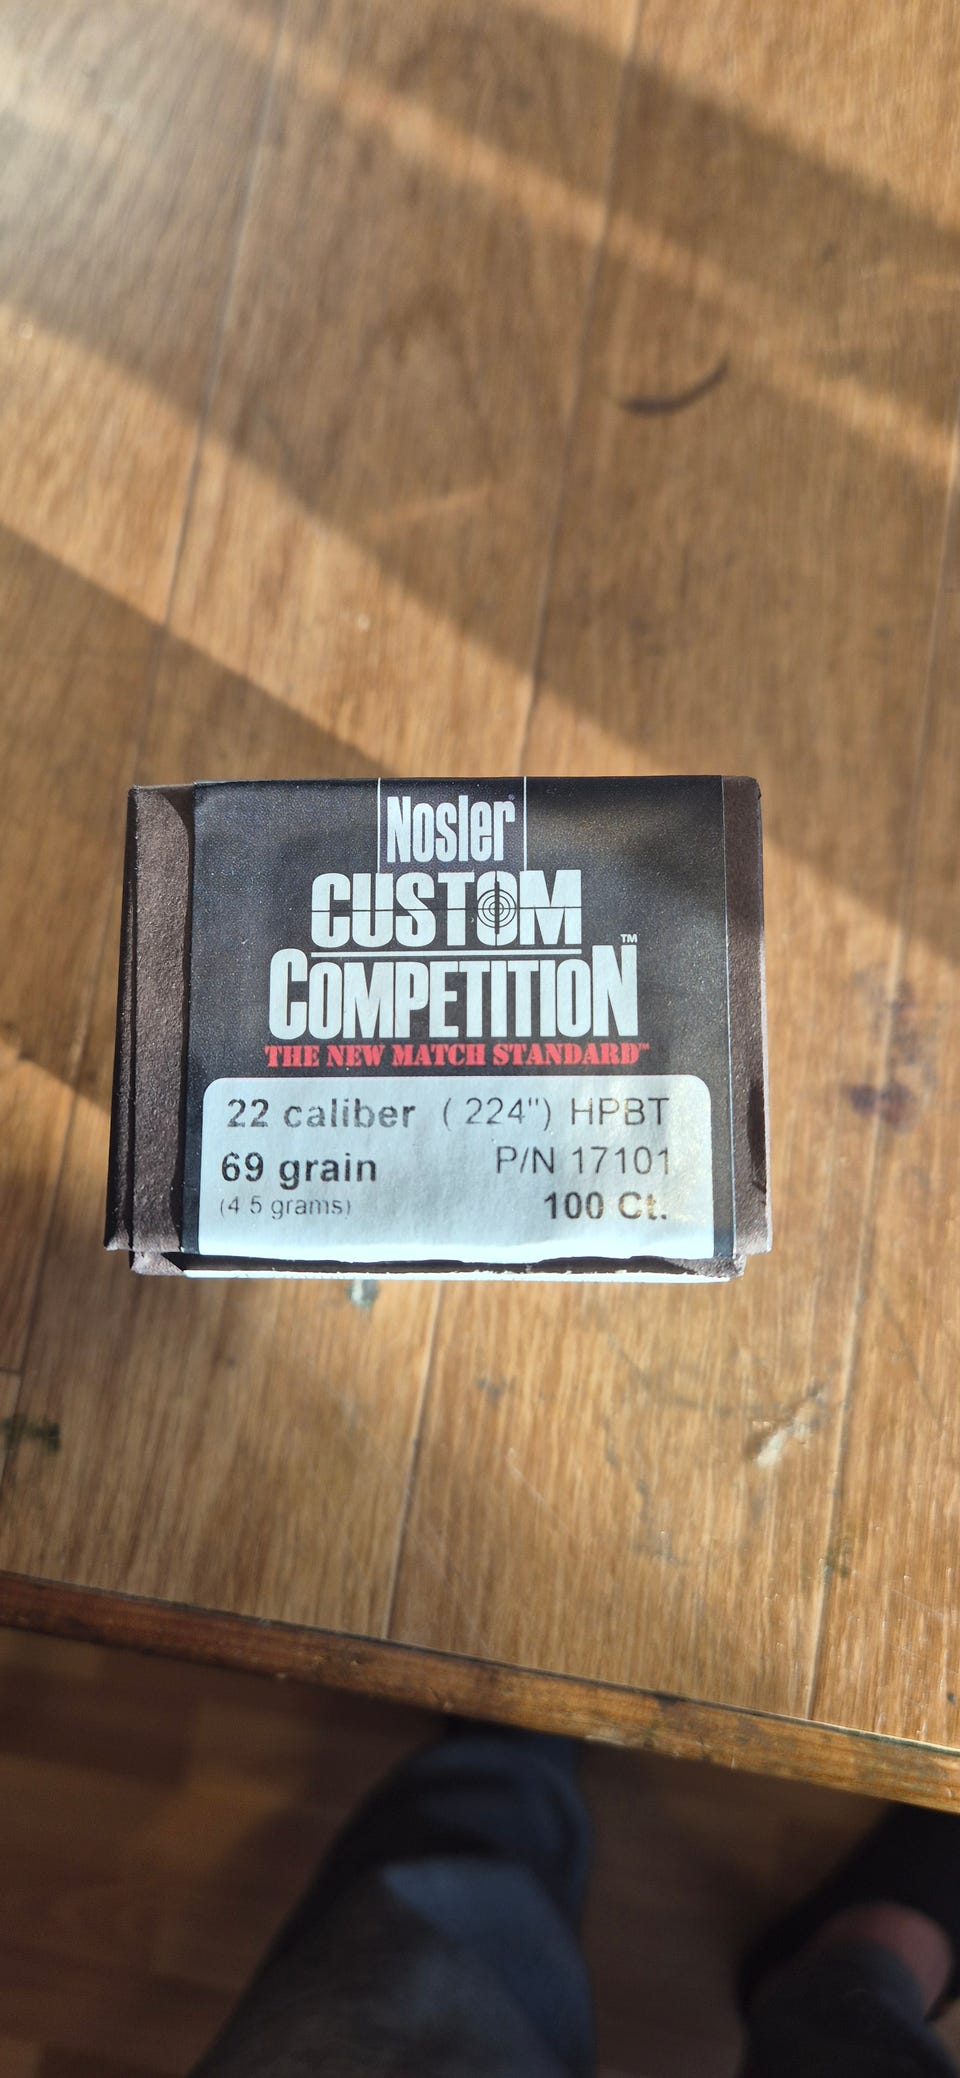 Nosler®
CUSTOM
COMPETITION™
THE NEW MATCH STANDARD™
22 caliber (224") HPBT
69 grain P/N 17101
(4 5 grams) 100 Ct.